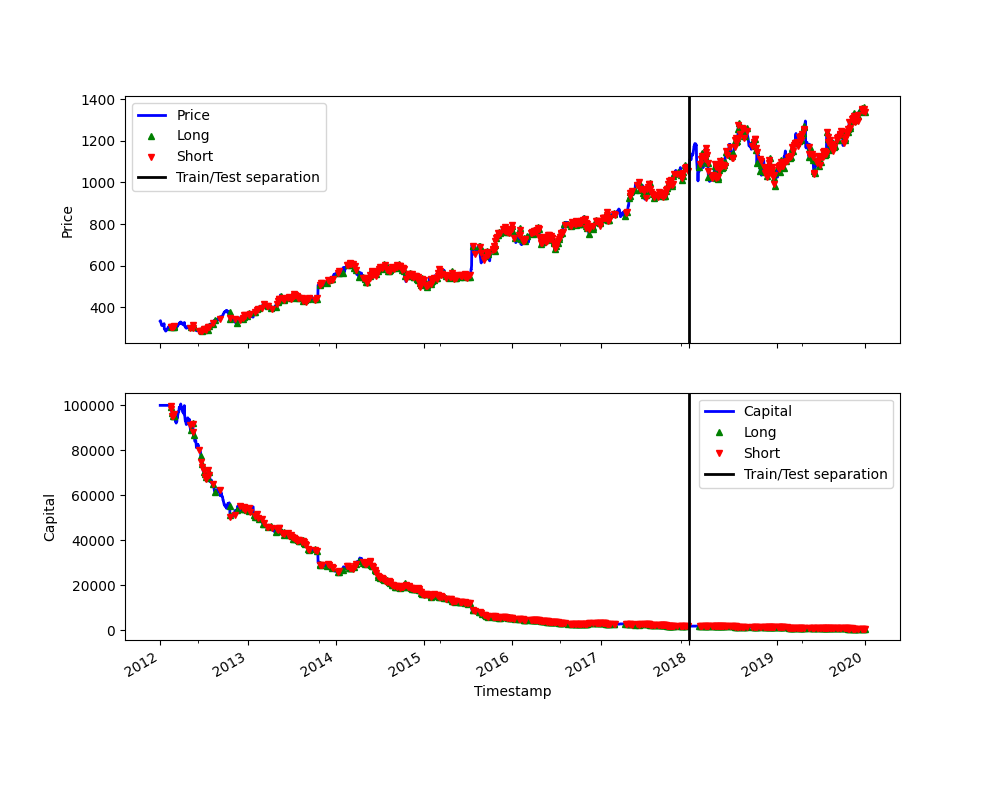 1400
1200
1000
800
600
400
Price
Price
Long
Short
Train/Test separation
100000
80000
60000
40000
20000
0
Capital
Capital
Long
Short
Train/Test separation
2012
2013
2014
2015
2016
2017
2018
2019
2020
Timestamp